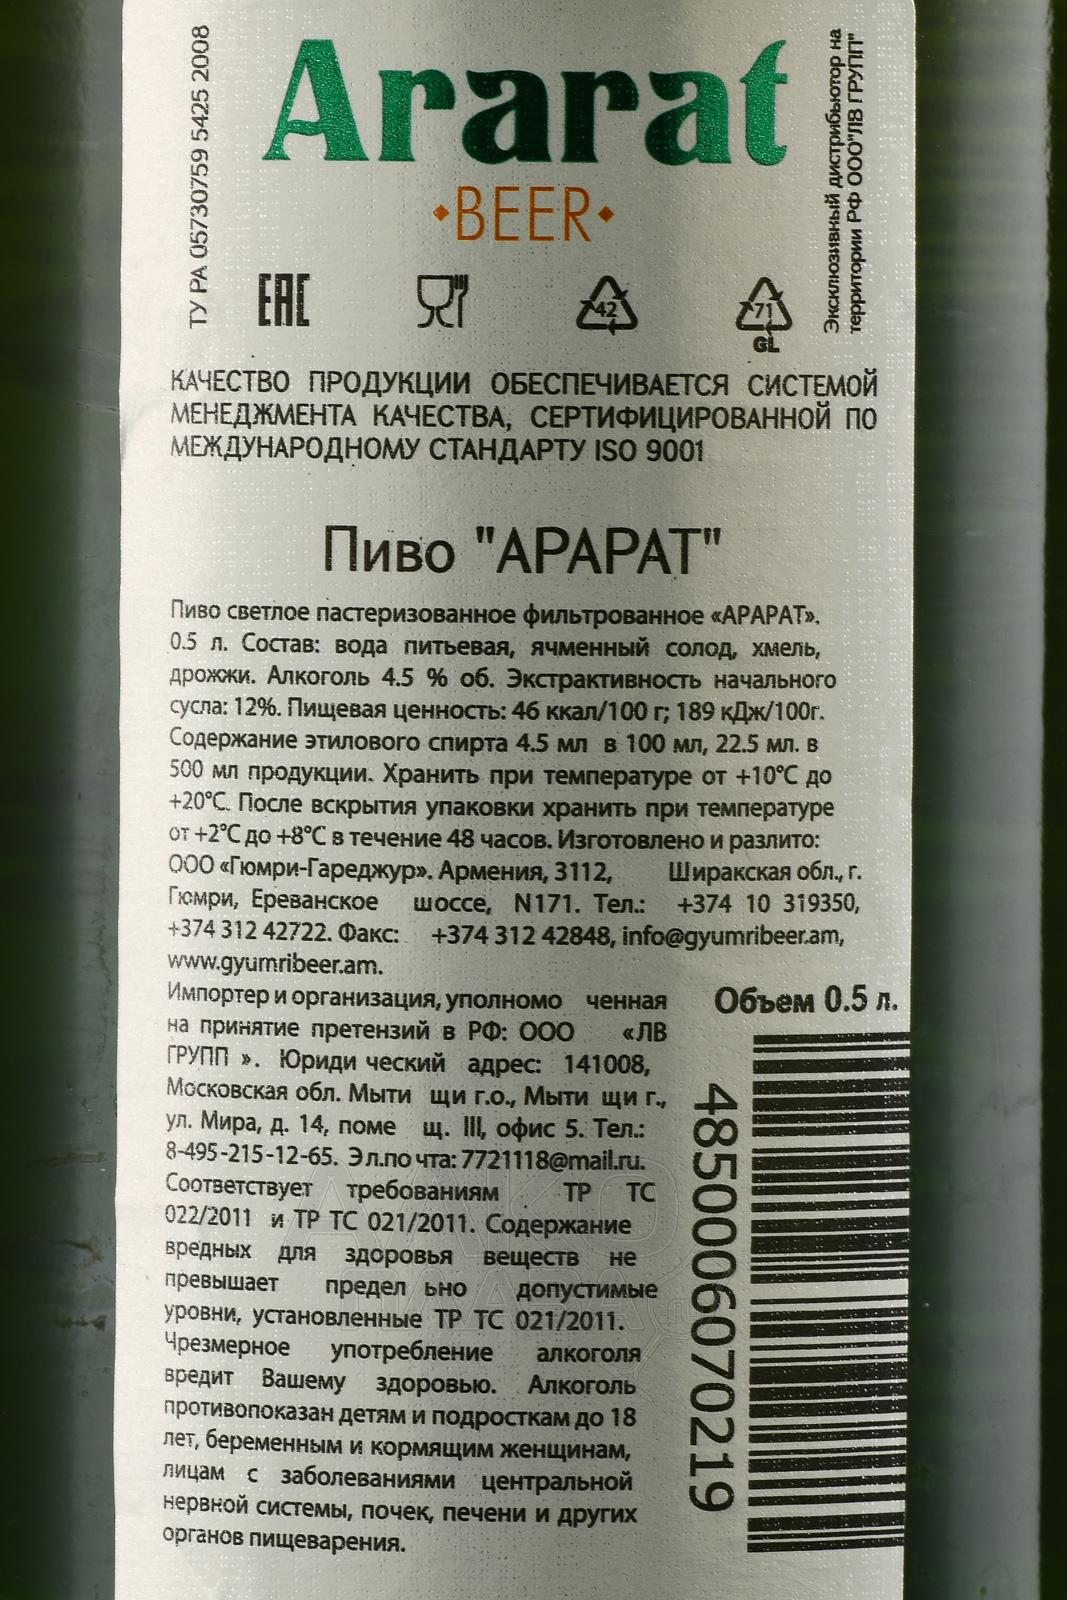 ТУ РА 05730759 5425 2008
Ararat
BEER
Эксклюзивный дистрибьютор на
территории РФ ООО"ЛВ ГРУПП"
EAC
42
71
GL
КАЧЕСТВО ПРОДУКЦИИ ОБЕСПЕЧИВАЕТСЯ СИСТЕМОЙ
МЕНЕДЖМЕНТА КАЧЕСТВА, СЕРТИФИЦИРОВАННОЙ ПО
МЕЖДУНАРОДНОМУ СТАНДАРТУ ISO 9001
Пиво "АРАРАТ"
Пиво светлое пастеризованное фильтрованное «АРАРАТ».
0.5 л. Состав: вода питьевая, ячменный солод, хмель,
дрожжи. Алкоголь 4.5 % об. Экстрактивность начального
сусла: 12%. Пищевая ценность: 46 ккал/100 г; 189 кДж/100г.
Содержание этилового спирта 4.5 мл в 100 мл, 22.5 мл. в
500 мл продукции. Хранить при температуре от +10°С до
+20°С. После вскрытия упаковки хранить при температуре
от +2°С до +8°С в течение 48 часов. Изготовлено и разлито:
ООО «Гюмри-Гареджур». Армения, 3112, Ширакская обл., г.
Гюмри, Ереванское шоссе, N171. Тел.: +374 10 319350,
+374 312 42722. Факс: +374 312 42848, info@gyumribeer.am,
www.gyumribeer.am.
Импортер и организация, уполномо ченная
на принятие претензий в РФ: ООО «ЛВ
ГРУПП ». Юриди ческий адрес: 141008,
Московская обл. Мыти щи г.о., Мыти щи г.,
ул. Мира, д. 14, поме щ. III, офис 5. Тел.:
8-495-215-12-65. Эл.по чта: 7721118@mail.ru.
Соответствует требованиям ТР ТС
022/2011 и ТР ТС 021/2011. Содержание
вредных для здоровья веществ не
превышает предел ьно допустимые
уровни, установленные ТР ТС 021/2011.
Чрезмерное употребление алкоголя
вредит Вашему здоровью. Алкоголь
противопоказан детям и подросткам до 18
лет, беременным и кормящим женщинам,
лицам с заболеваниями центральной
нервной системы, почек, печени и других
органов пищеварения.
Объем 0.5 л.
4850006070219